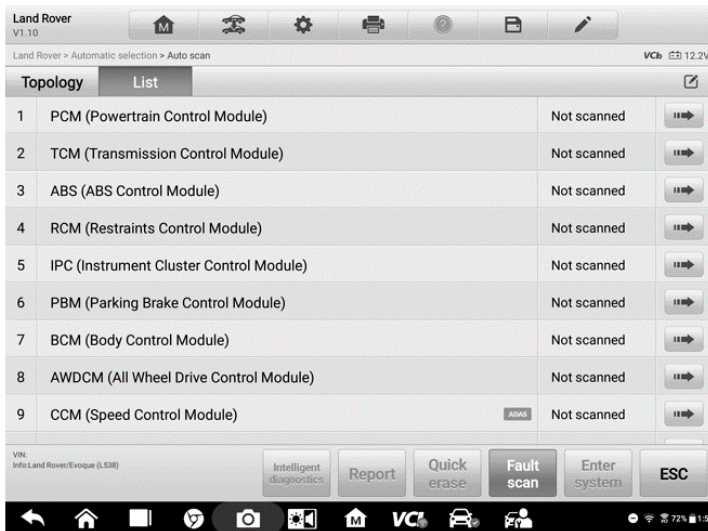 Land Rover
V1.10
M
Land Rover > Automatic selection > Auto scan
VCI 12.2V
Topology List
1 PCM (Powertrain Control Module) Not scanned
2 TCM (Transmission Control Module) Not scanned
3 ABS (ABS Control Module) Not scanned
4 RCM (Restraints Control Module) Not scanned
5 IPC (Instrument Cluster Control Module) Not scanned
6 PBM (Parking Brake Control Module) Not scanned
7 BCM (Body Control Module) Not scanned
8 AWDCM (All Wheel Drive Control Module) Not scanned
9 CCM (Speed Control Module) ADAS Not scanned
VIN:
Info:Land Rover/Evoque (L538)
Intelligent
diagnostics
Report
Quick
erase
Fault
scan
Enter
system
ESC
M VCI 72% 1:5